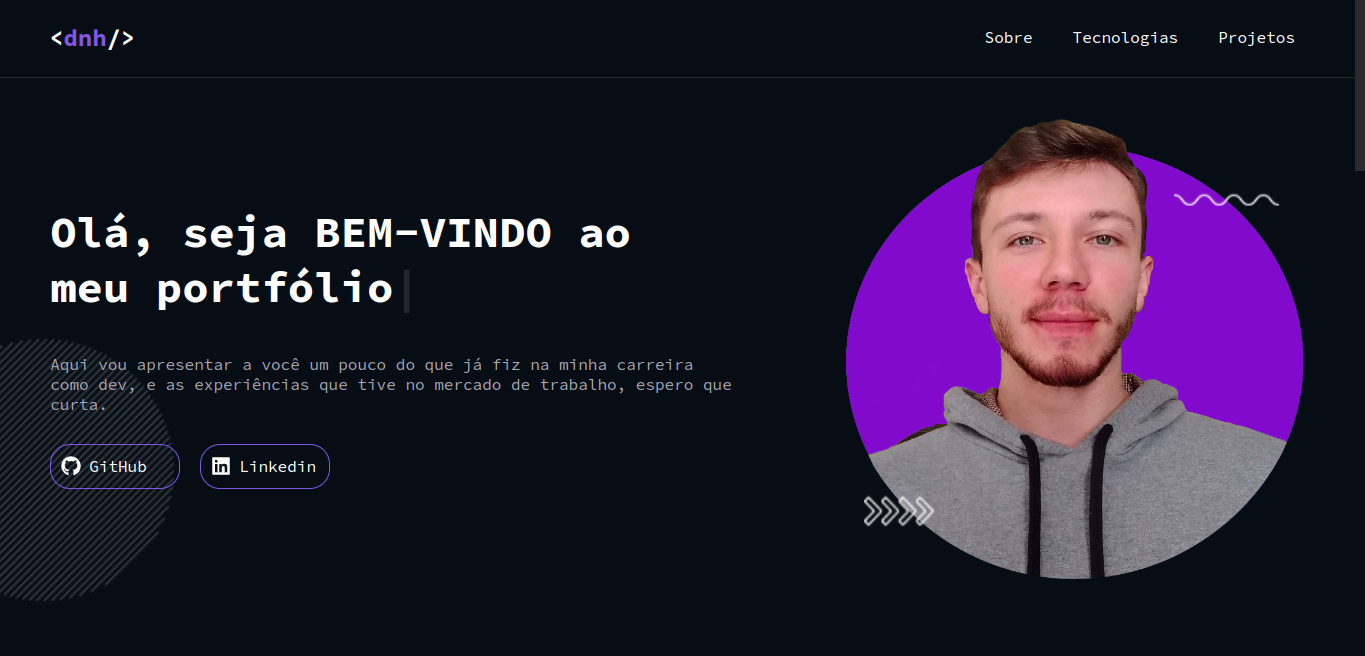 <dnh/>
Sobre
Tecnologias
Projetos
Olá, seja BEM-VINDO ao
meu portfólio|
Aqui vou apresentar a você um pouco do que já fiz na minha carreira
como dev, e as experiências que tive no mercado de trabalho, espero que
curta.
GitHub
Linkedin